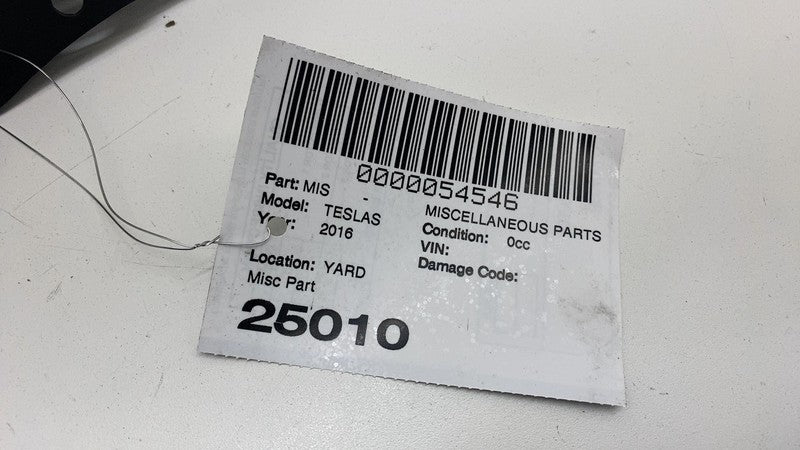 0000054546
Part: MIS - MISCELLANEOUS PARTS
Model: TESLAS Condition: 0cc
Year: 2016 VIN:
Damage Code:
Location: YARD
Misc Part
25010